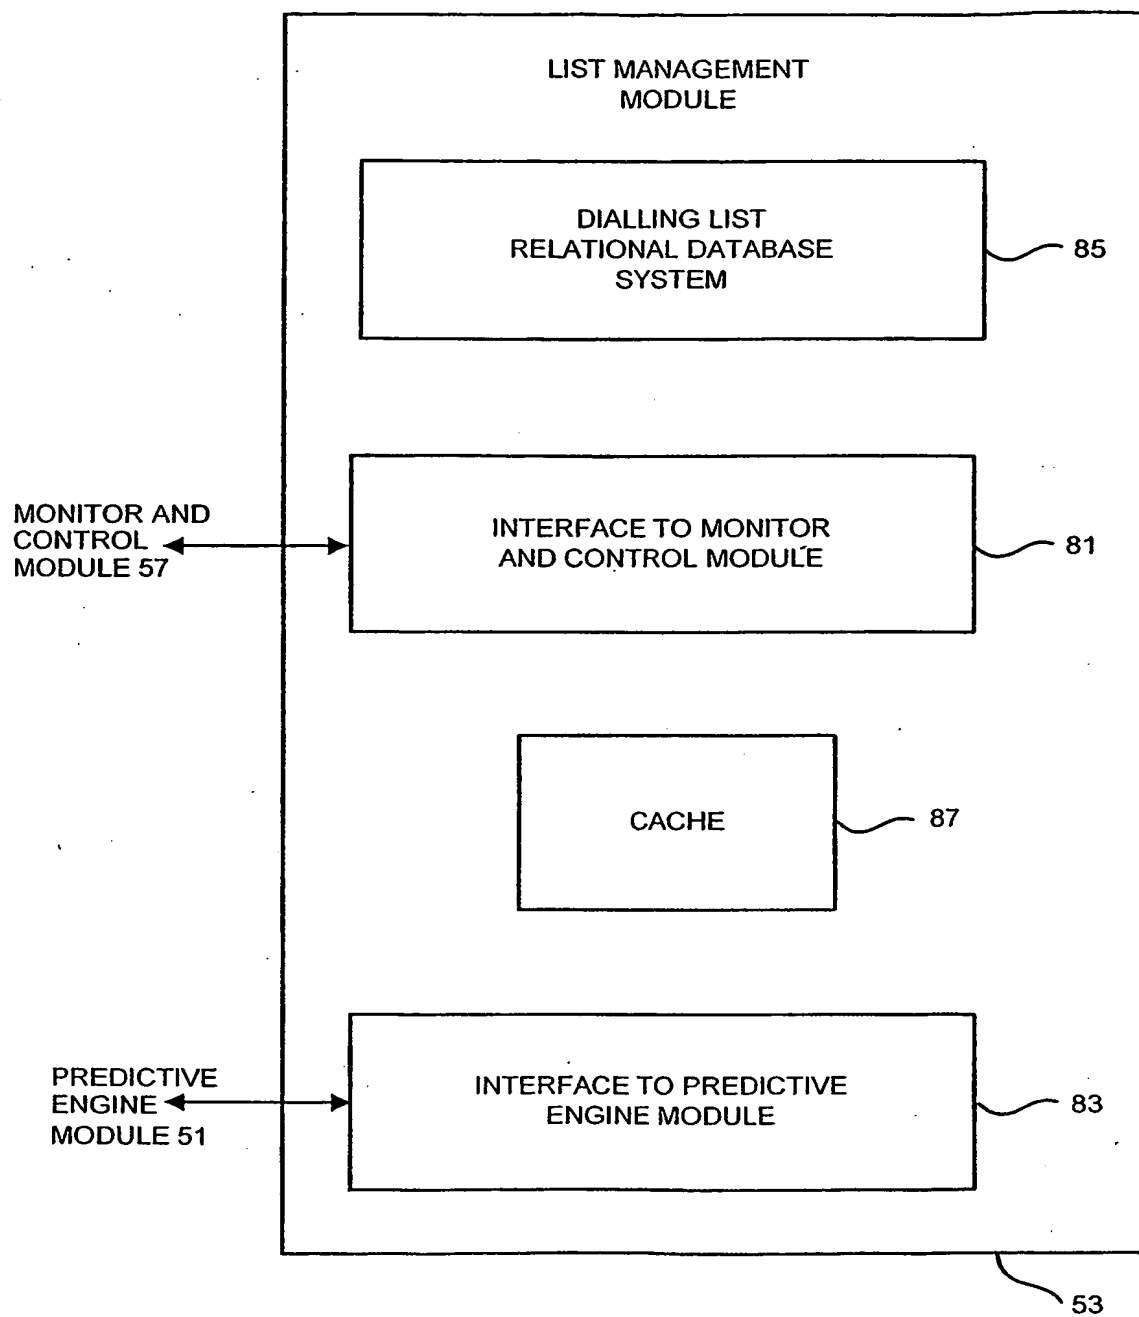 LIST MANAGEMENT
MODULE
DIALLING LIST
RELATIONAL DATABASE
SYSTEM
85
MONITOR AND
CONTROL
MODULE 57
INTERFACE TO MONITOR
AND CONTROL MODULE
81
CACHE
87
PREDICTIVE
ENGINE
MODULE 51
INTERFACE TO PREDICTIVE
ENGINE MODULE
83
53